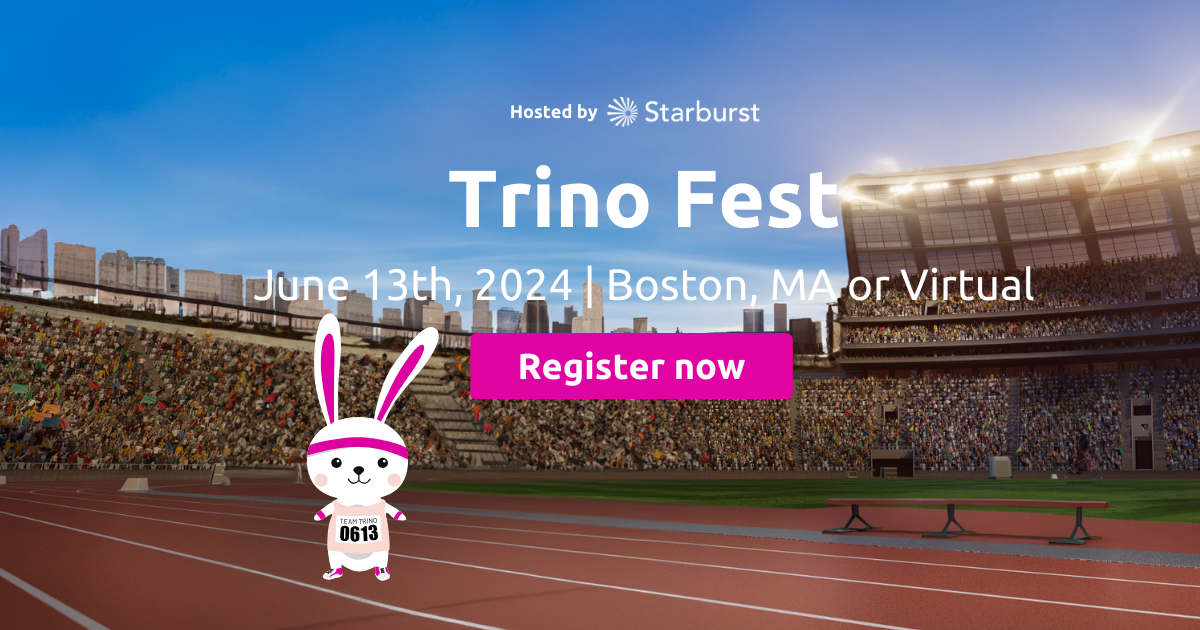 Hosted by Starburst
Trino Fest
June 13th, 2024 | Boston, MA or Virtual
Register now
TEAM TRINO
0613